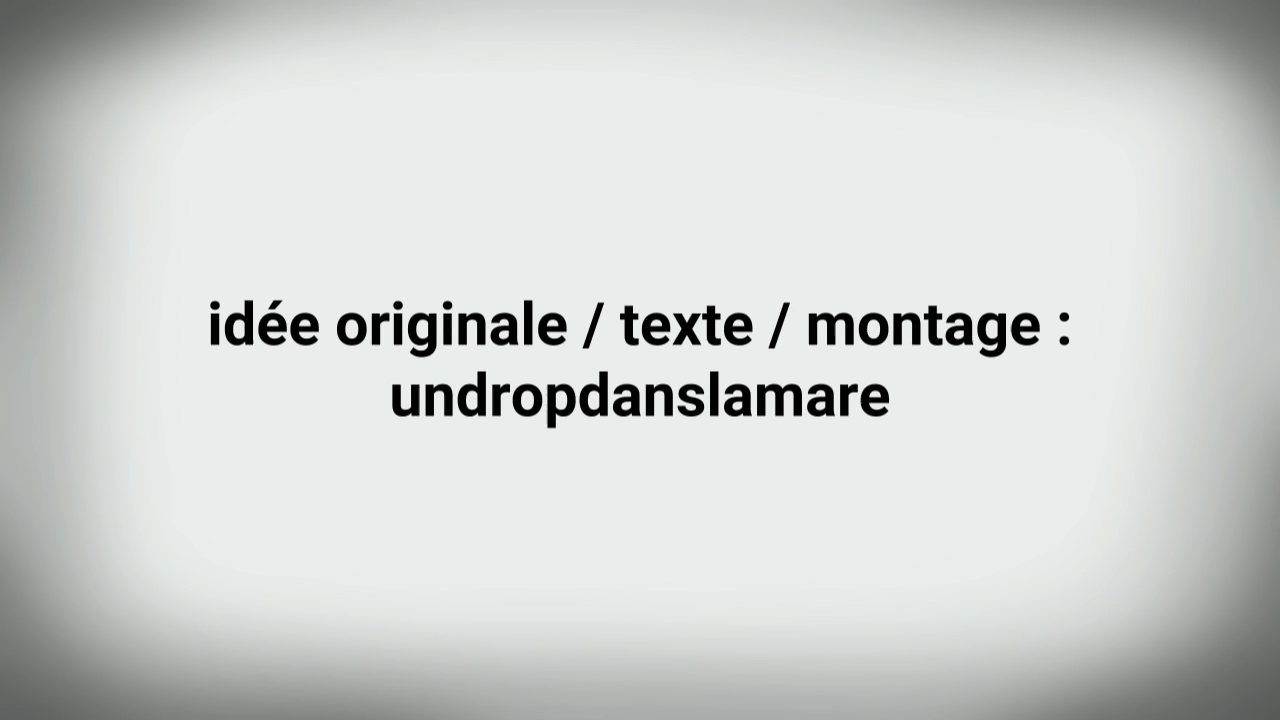 idée originale / texte / montage :
undropdanslamare